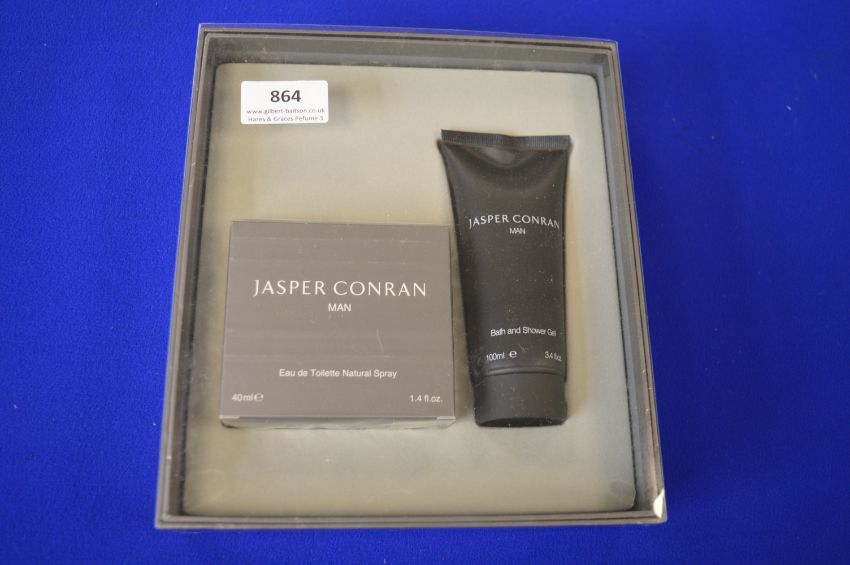 864
www.gilbert-baitson.co.uk
Hares & Graces Pefume 3
JASPER CONRAN
MAN
Eau de Toilette Natural Spray
40ml e 1.4 fl.oz.
JASPER CONRAN
MAN
Bath and Shower Gel
100ml e 3.4 fl.oz.